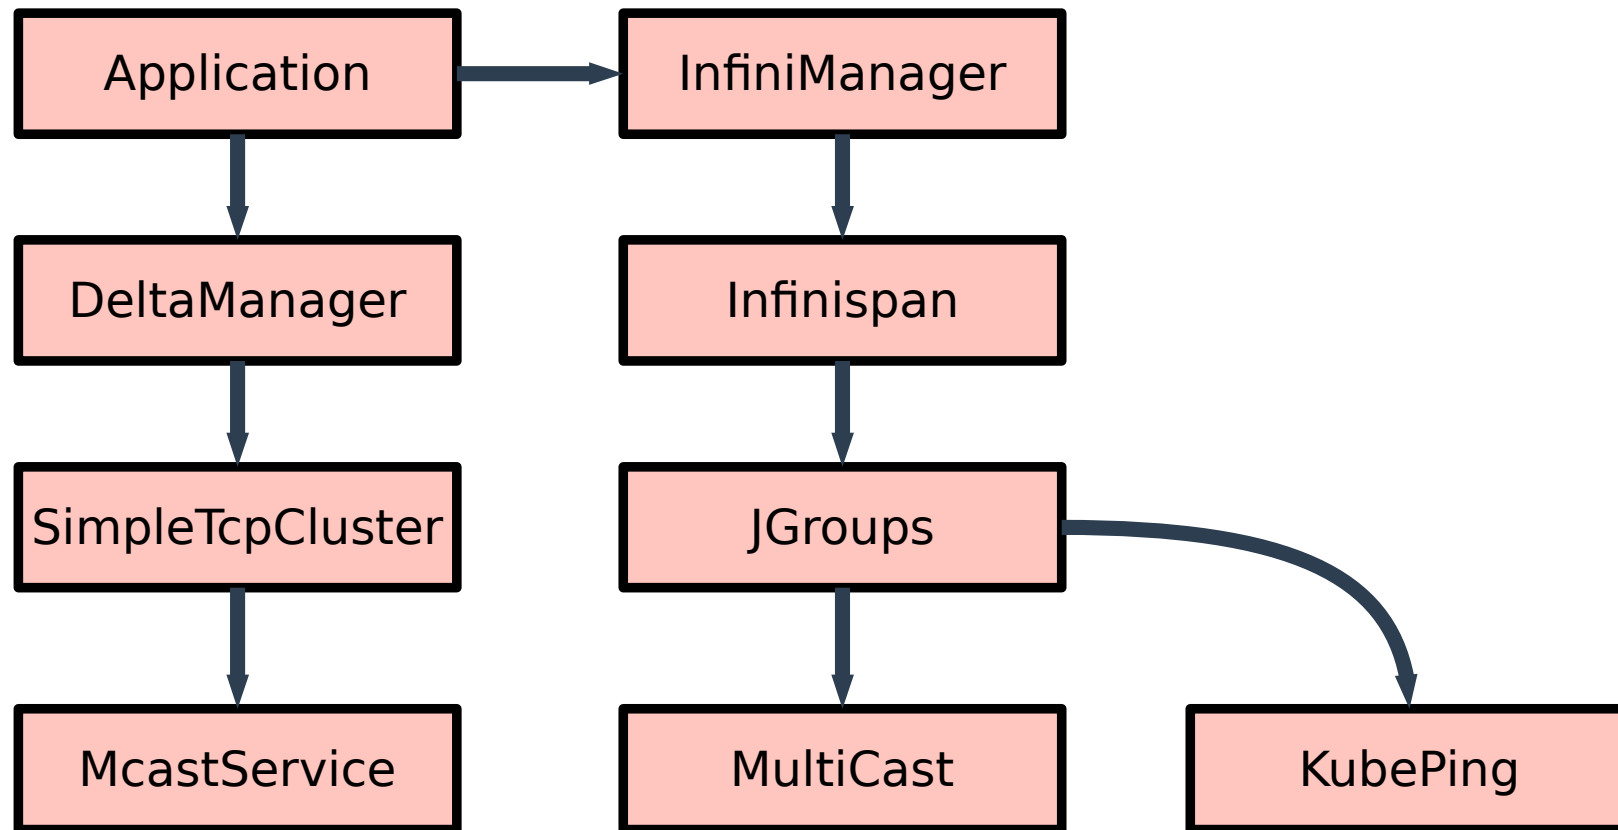 Application
InfiniManager
DeltaManager
Infinispan
SimpleTcpCluster
JGroups
McastService
MultiCast
KubePing